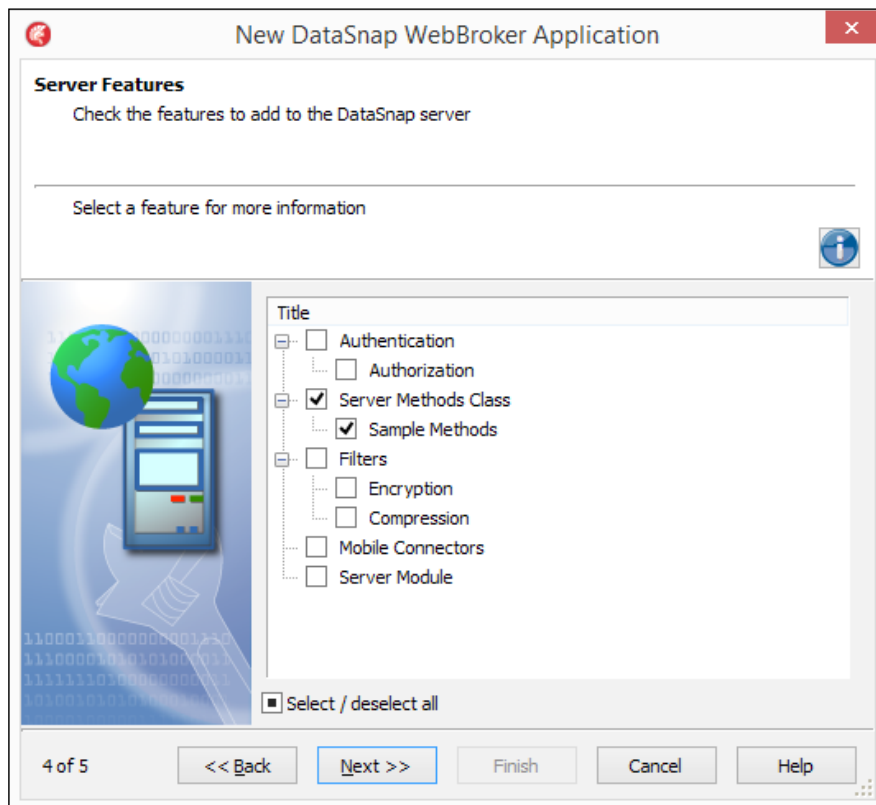 New DataSnap WebBroker Application
Server Features
Check the features to add to the DataSnap server
Select a feature for more information
Title
Authentication
Authorization
Server Methods Class
Sample Methods
Filters
Encryption
Compression
Mobile Connectors
Server Module
Select / deselect all
4 of 5
<< Back
Next >>
Finish
Cancel
Help